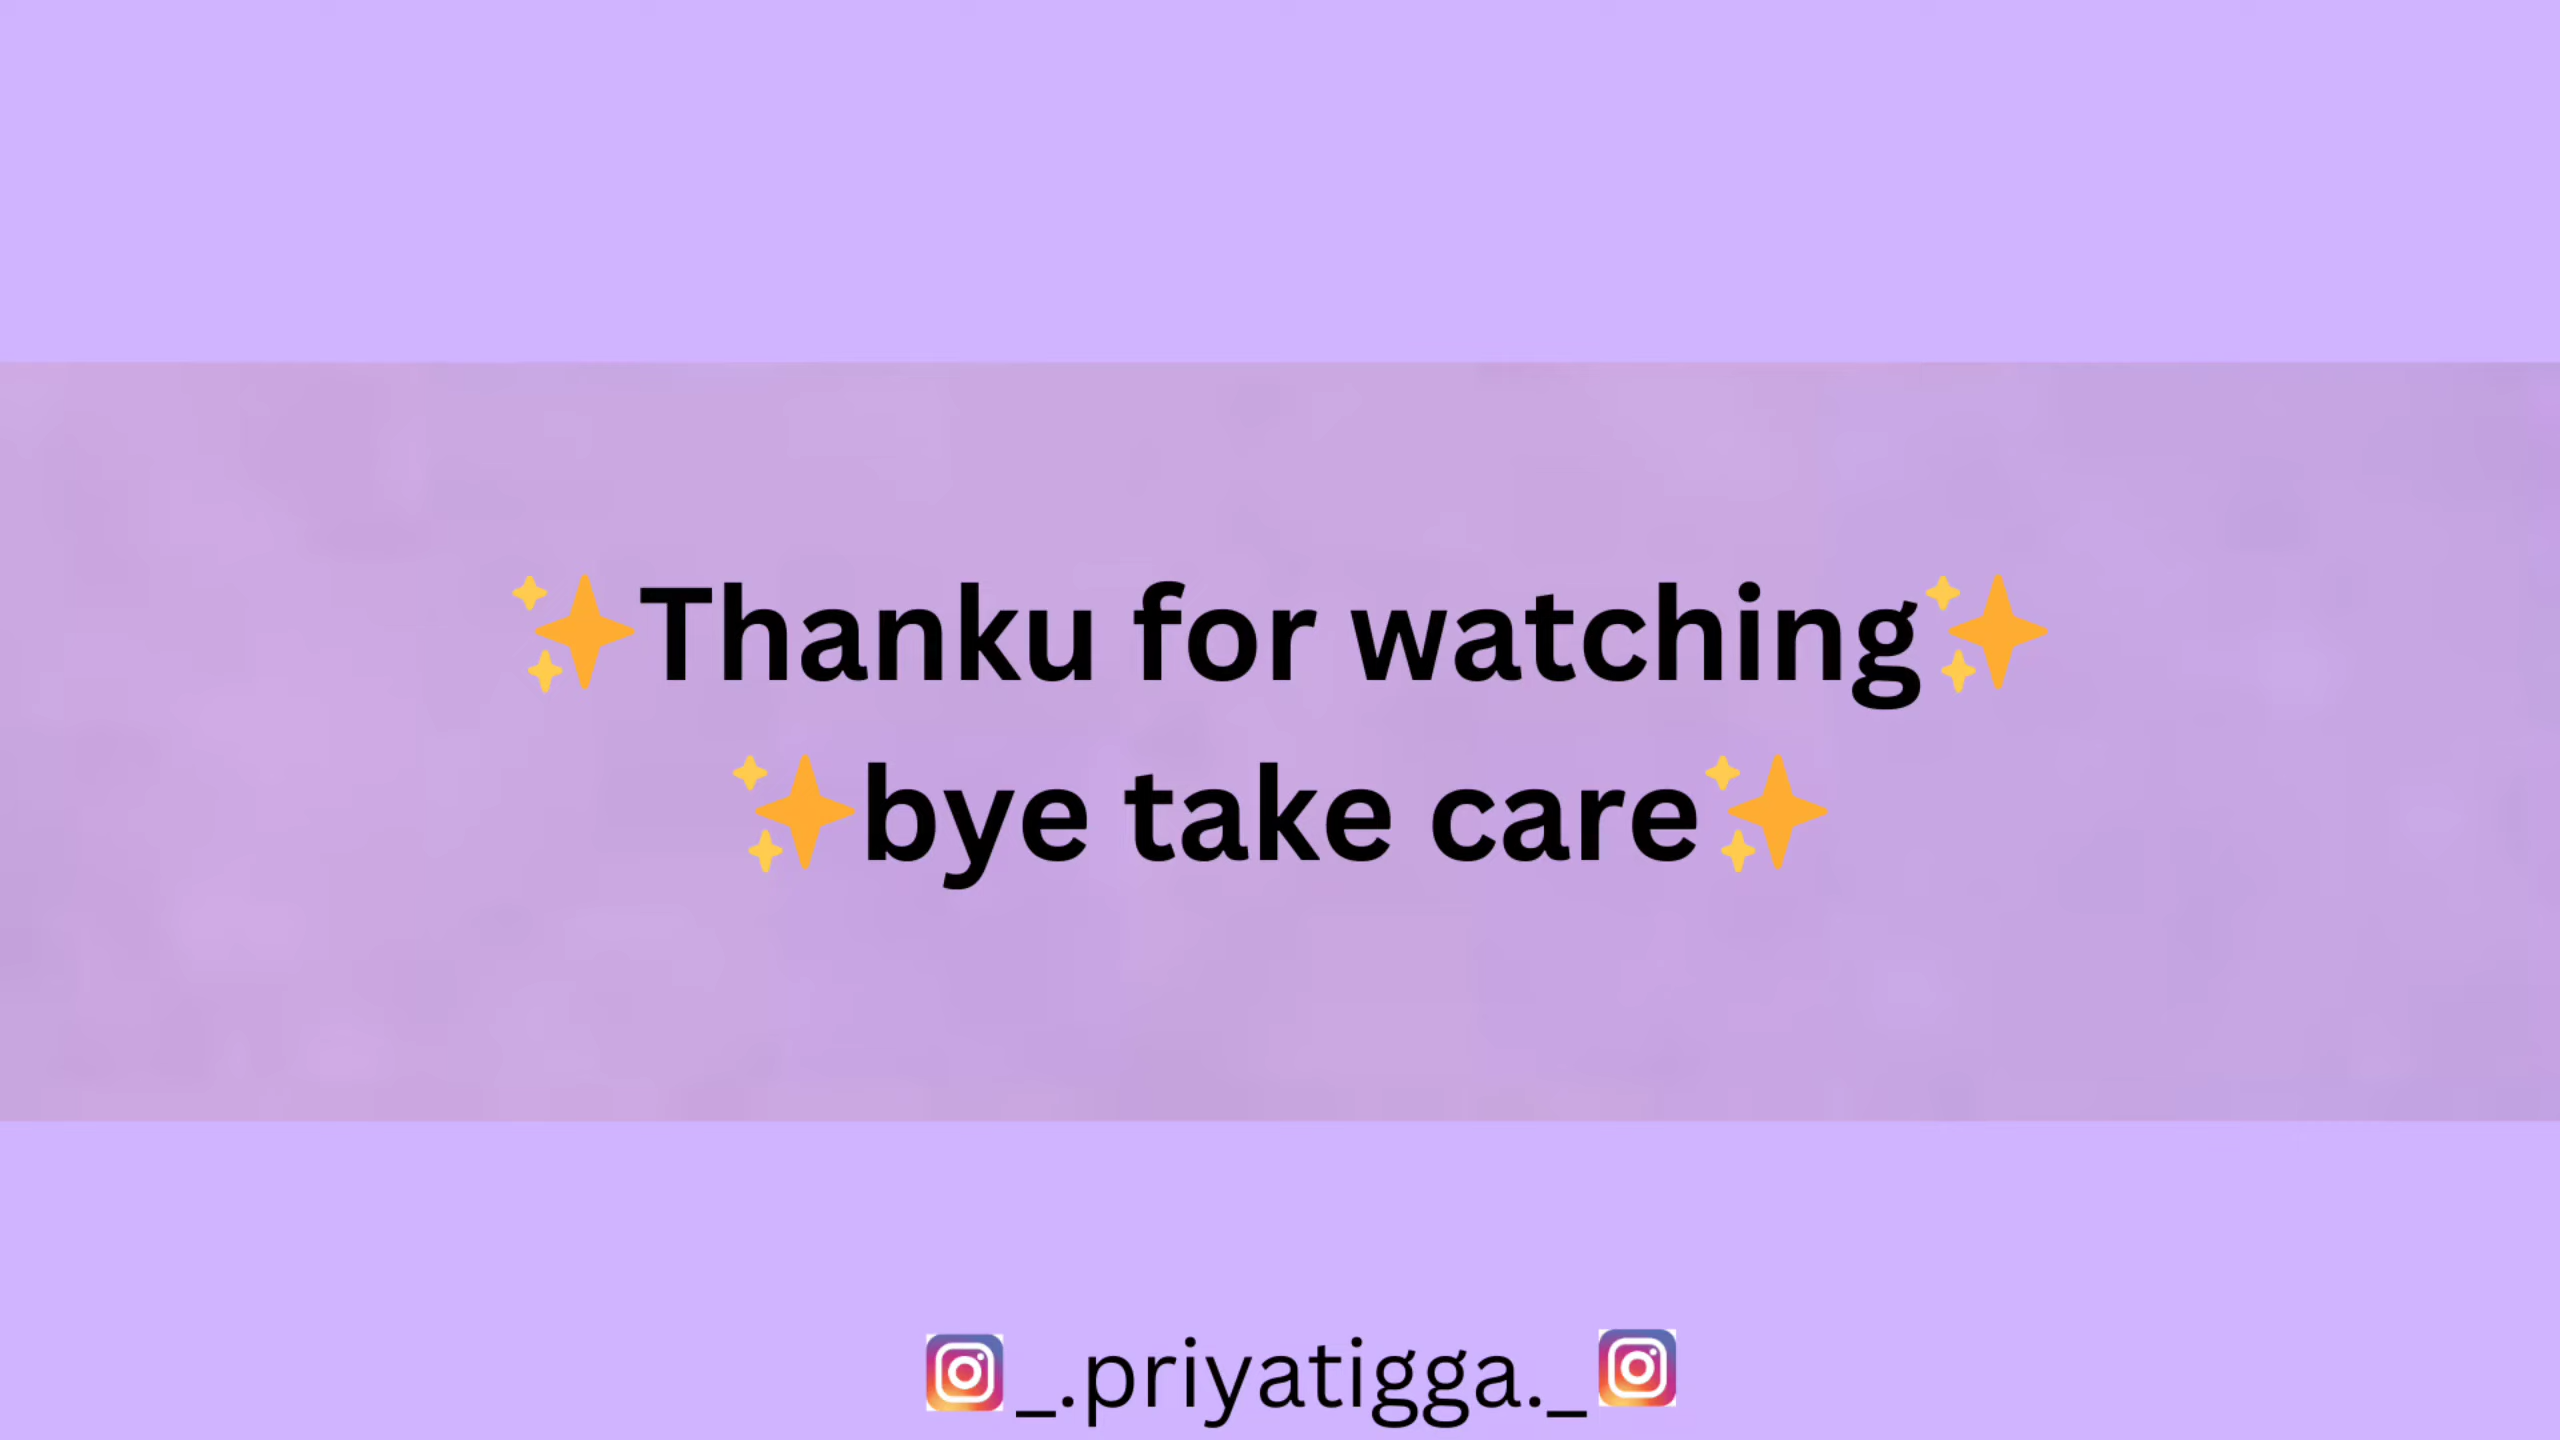 ✨Thanku for watching✨
✨bye take care✨
_.priyatigga._